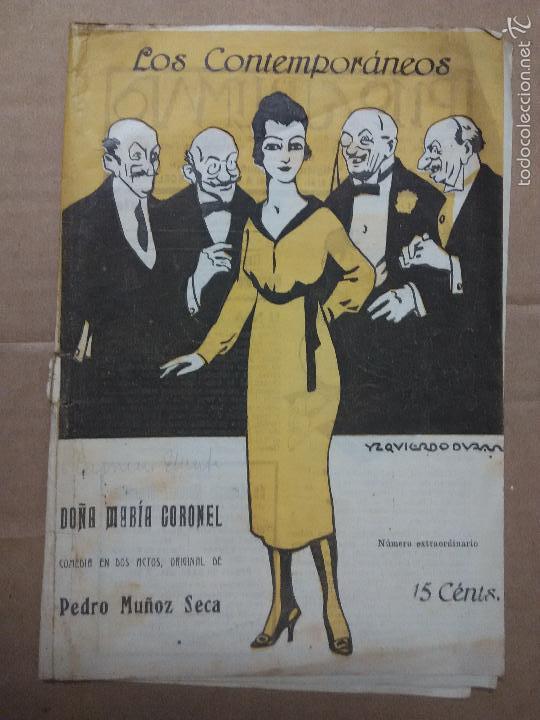 Los Contemporáneos
YZQUIERDO DURÁN
DOÑA MARÍA CORONEL
COMEDIA EN DOS ACTOS, ORIGINAL DE
Pedro Muñoz Seca
Número extraordinario
15 Cénts.
todocoleccion.net